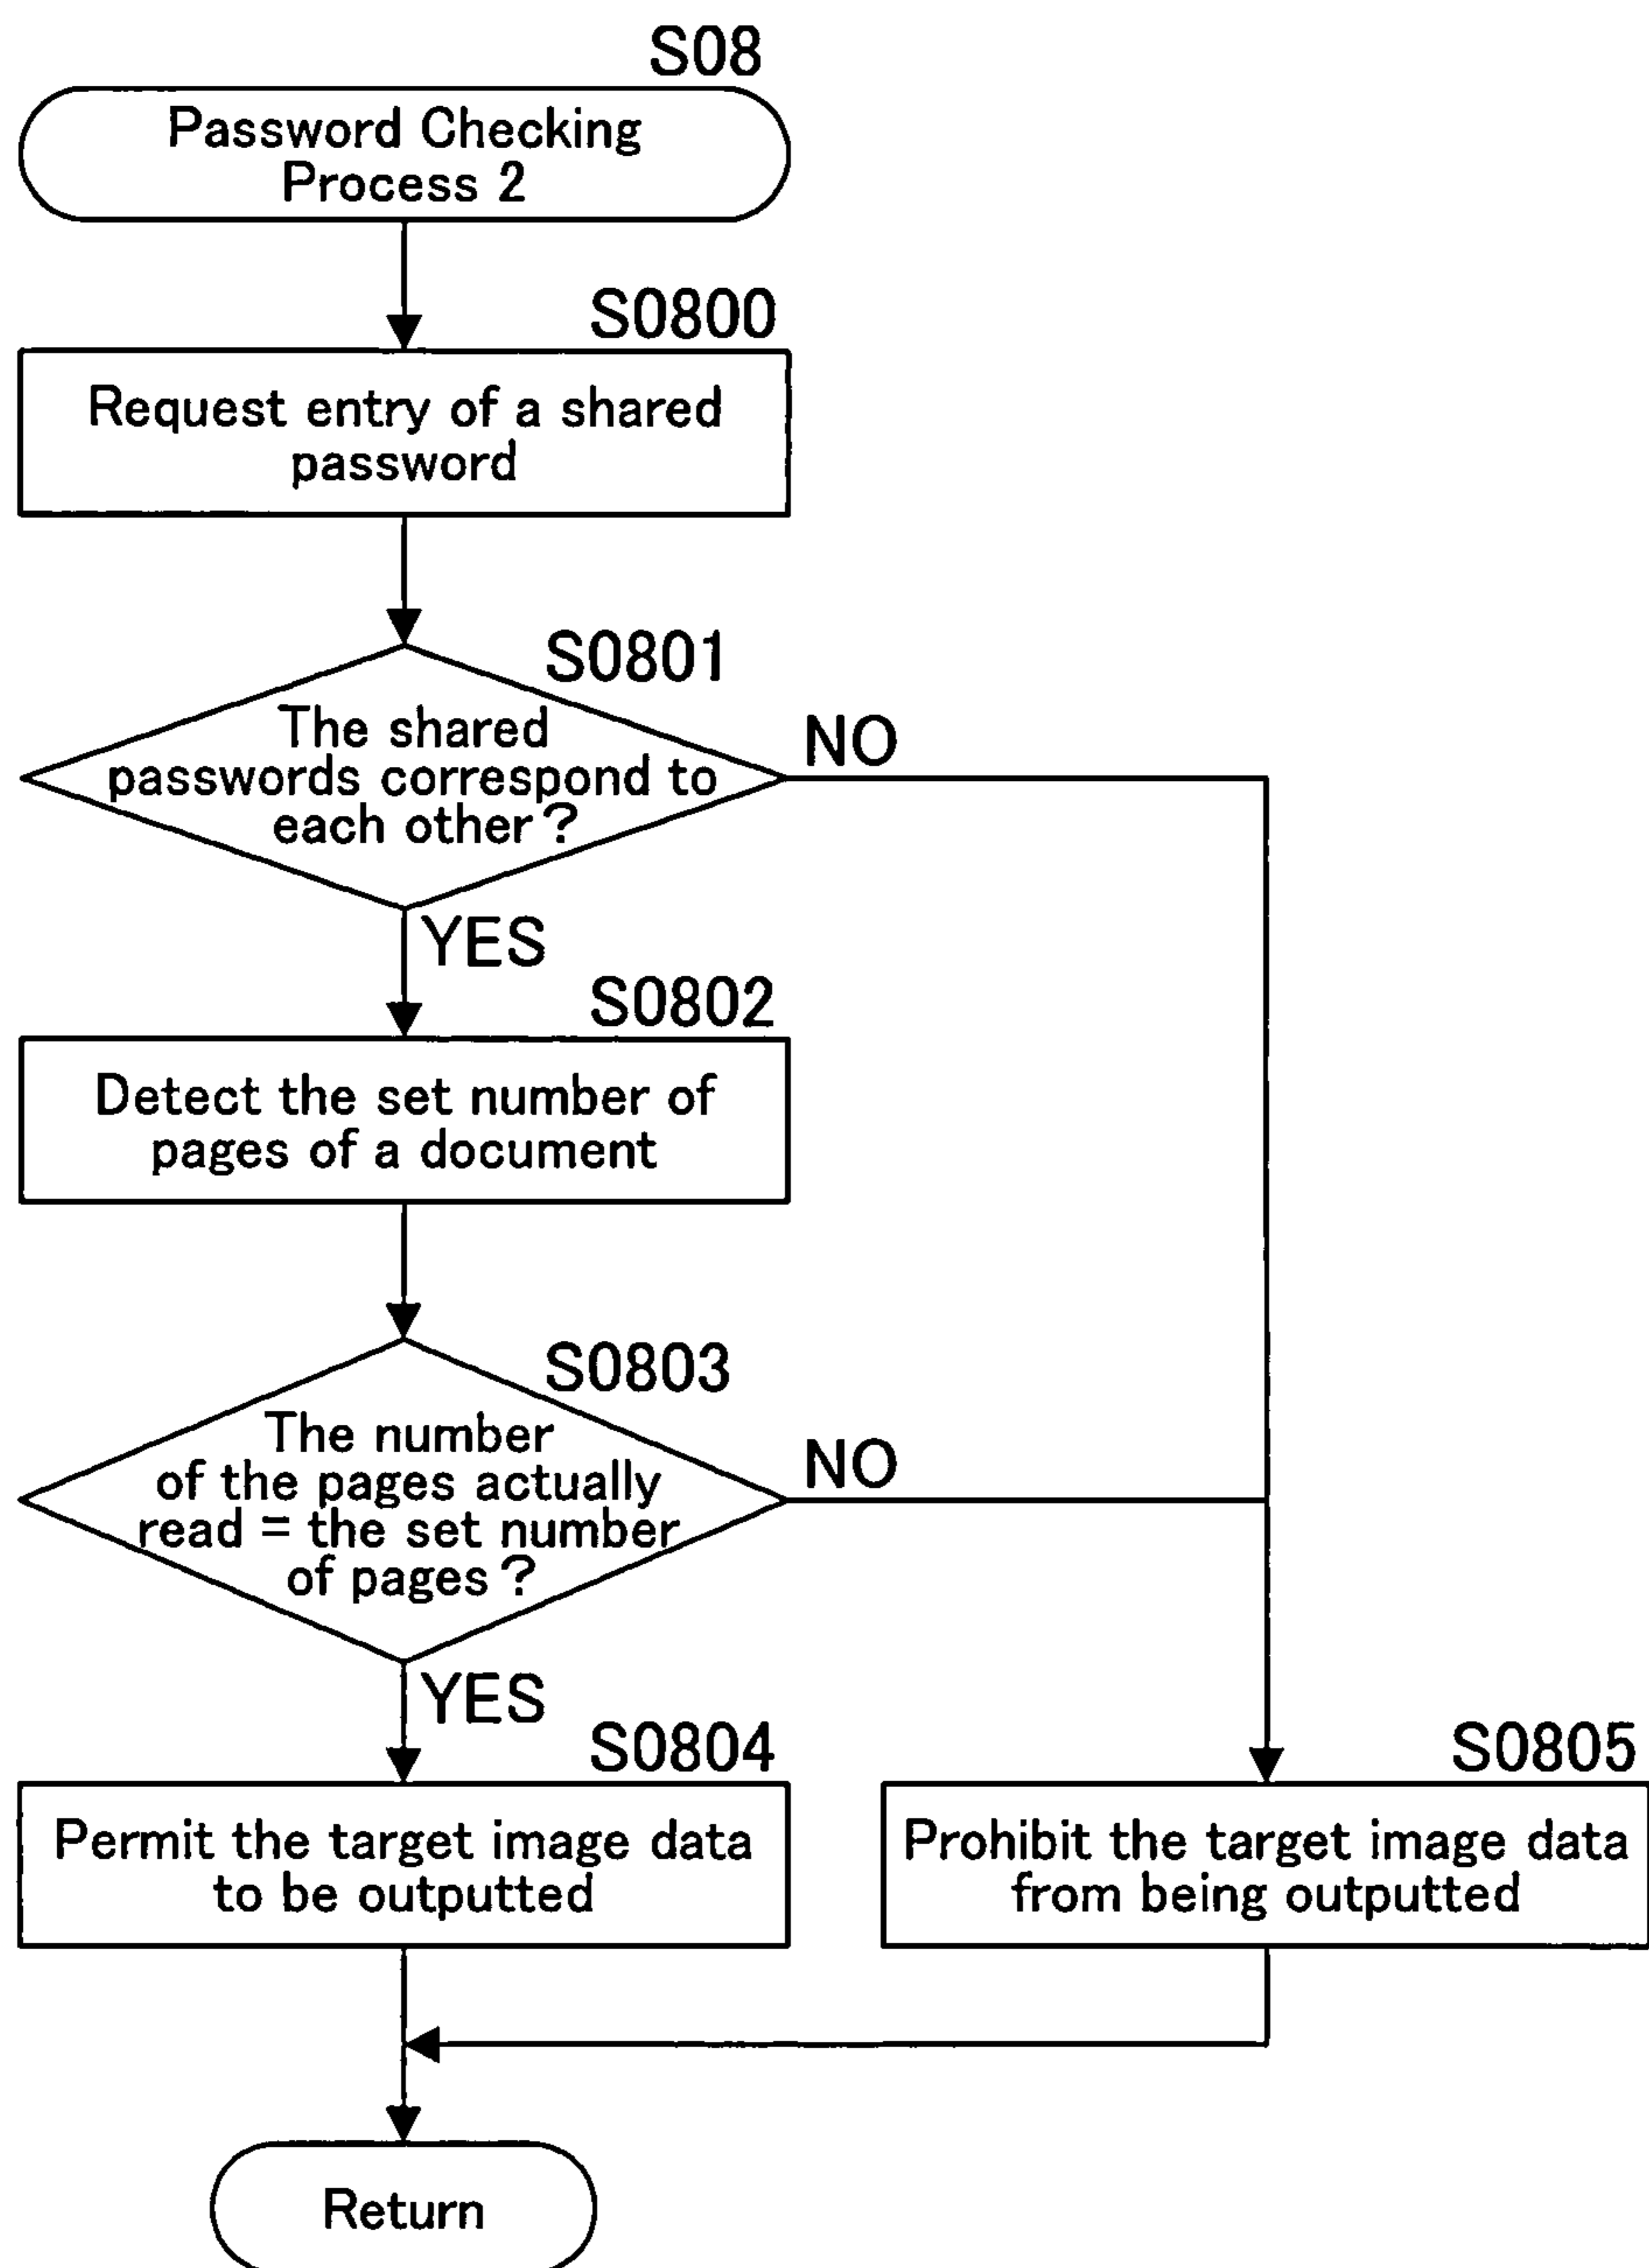 S08
Password Checking
Process 2
S0800
Request entry of a shared
password
S0801
The shared
passwords correspond to
each other?
NO
YES
S0802
Detect the set number of
pages of a document
S0803
The number
of the pages actually
read = the set number
of pages?
NO
YES
S0804
Permit the target image data
to be outputted
S0805
Prohibit the target image data
from being outputted
Return